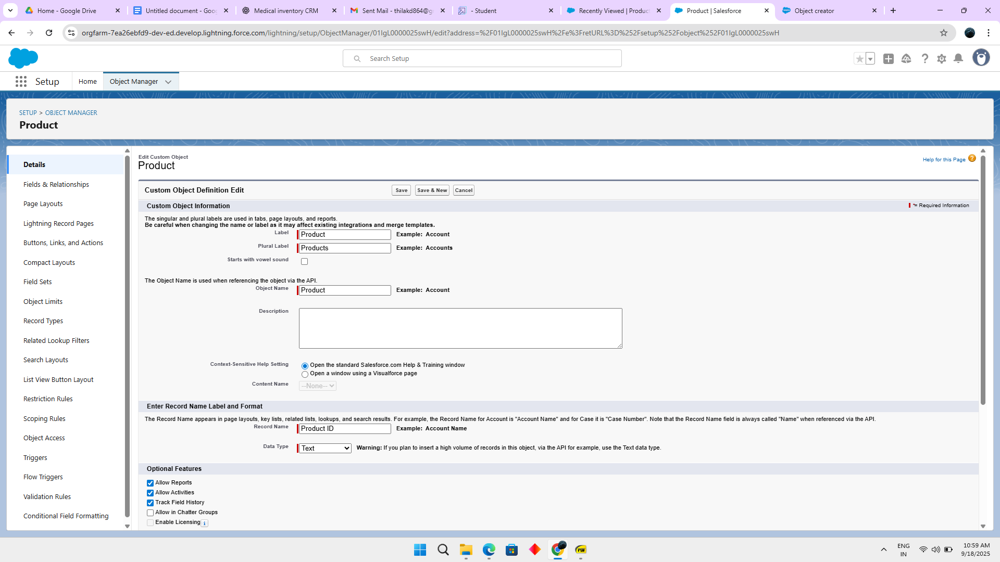 Home - Google Drive
Untitled document - Goo
Medical inventory CRM
Sent Mail - thilakd864@g
- Student
Recently Viewed | Produc
Product | Salesforce
Object creator
orgfarm-7ea26ebfd9-dev-ed.develop.lightning.force.com/lightning/setup/ObjectManager/01IgL0000025swH/edit?address=%2F01IgL0000025swH%2Fe%3FretURL%3D%252Fsetup%252Fobject%252F01IgL0000025swH
Search Setup
Setup
Home
Object Manager
SETUP > OBJECT MANAGER
Product
Details
Fields & Relationships
Page Layouts
Lightning Record Pages
Buttons, Links, and Actions
Compact Layouts
Field Sets
Object Limits
Record Types
Related Lookup Filters
Search Layouts
List View Button Layout
Restriction Rules
Scoping Rules
Object Access
Triggers
Flow Triggers
Validation Rules
Conditional Field Formatting
Edit Custom Object
Product
Help for this Page ?
Custom Object Definition Edit
Save
Save & New
Cancel
Custom Object Information
* = Required Information
The singular and plural labels are used in tabs, page layouts, and reports.
Be careful when changing the name or label as it may affect existing integrations and merge templates.
Label Product Example: Account
Plural Label Products Example: Accounts
Starts with vowel sound
The Object Name is used when referencing the object via the API.
Object Name Product Example: Account
Description
Context-Sensitive Help Setting Open the standard Salesforce.com Help & Training window
Open a window using a Visualforce page
Content Name --None--
Enter Record Name Label and Format
The Record Name appears in page layouts, key lists, related lists, lookups, and search results. For example, the Record Name for Account is "Account Name" and for Case it is "Case Number". Note that the Record Name field is always called "Name" when referenced via the API.
Record Name Product ID Example: Account Name
Data Type Text Warning: If you plan to insert a high volume of records in this object, via the API for example, use the Text data type.
Optional Features
Allow Reports
Allow Activities
Track Field History
Allow in Chatter Groups
Enable Licensing i
PDF
ENG
IN
10:59 AM
9/18/2025